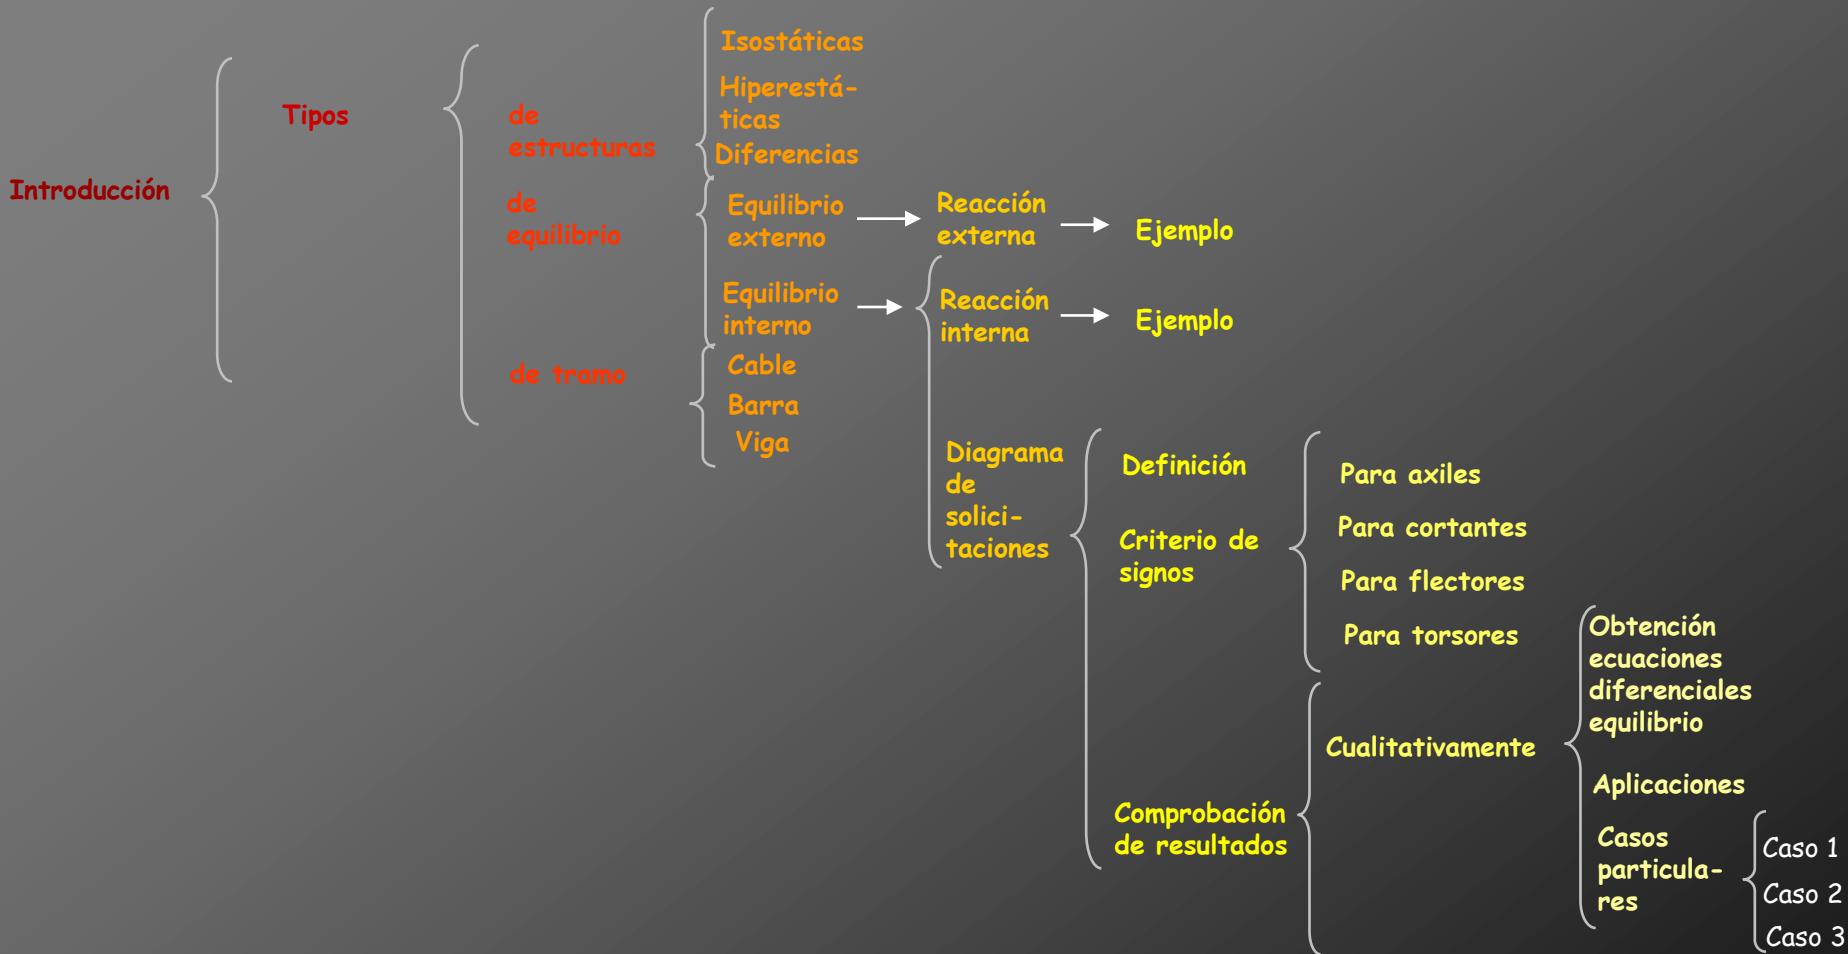 Introducción
Tipos
de
estructuras
Isostáticas
Hiperestá-
ticas
Diferencias
de
equilibrio
Equilibrio
externo
Reacción
externa
Ejemplo
Equilibrio
interno
Reacción
interna
Ejemplo
Diagrama
de
solici-
taciones
Definición
Criterio de
signos
Para axiles
Para cortantes
Para flectores
Para torsores
Comprobación
de resultados
Cualitativamente
Obtención
ecuaciones
diferenciales
equilibrio
Aplicaciones
Casos
particula-
res
Caso 1
Caso 2
Caso 3
de tramo
Cable
Barra
Viga